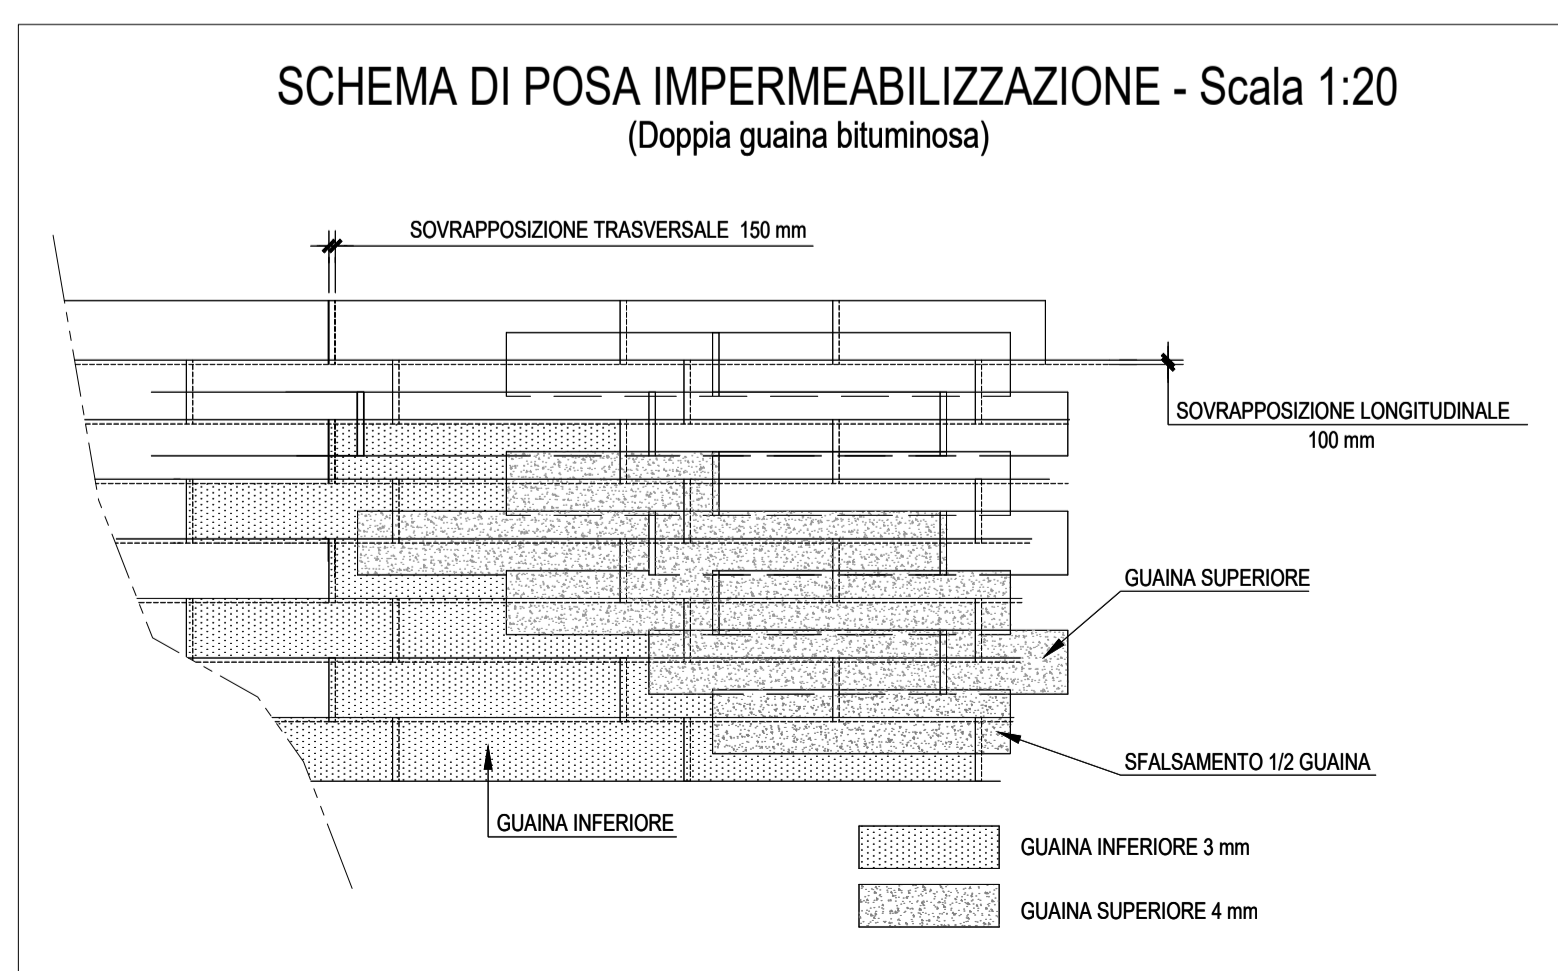 SCHEMA DI POSA IMPERMEABILIZZAZIONE - Scala 1:20
(Doppia guaina bituminosa)
SOVRAPPOSIZIONE TRASVERSALE 150 mm
SOVRAPPOSIZIONE LONGITUDINALE
100 mm
GUAINA SUPERIORE
SFALSAMENTO 1/2 GUAINA
GUAINA INFERIORE
GUAINA INFERIORE 3 mm
GUAINA SUPERIORE 4 mm